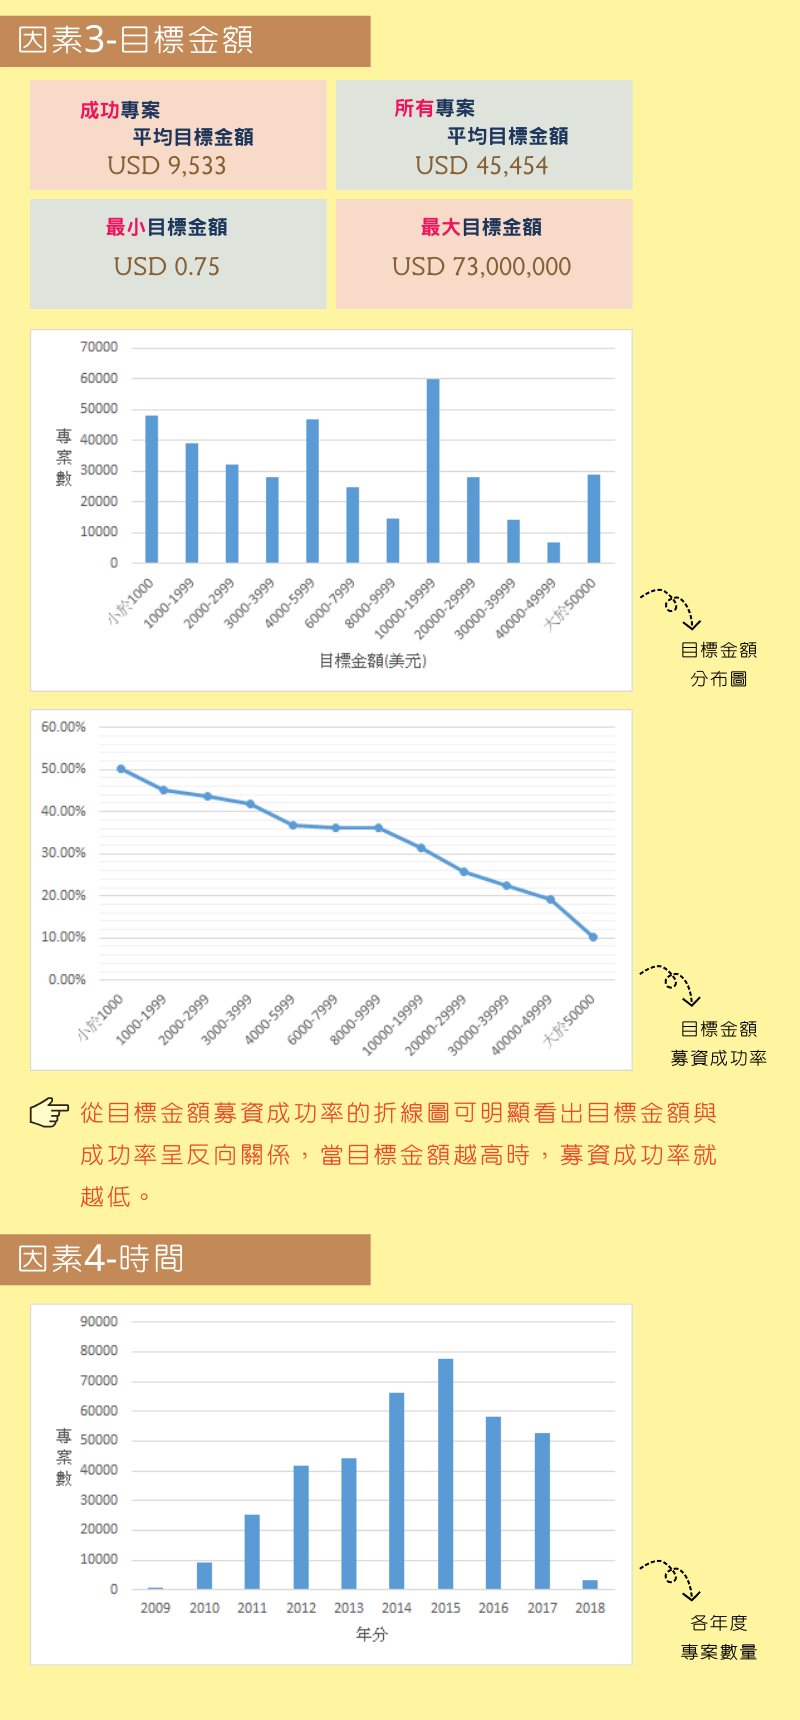 因素3-目標金額
成功專案
平均目標金額
USD 9,533
所有專案
平均目標金額
USD 45,454
最小目標金額
USD 0.75
最大目標金額
USD 73,000,000
70000
60000
50000
40000
30000
20000
10000
0
專案數
小於1000
1000-1999
2000-2999
3000-3999
4000-5999
6000-7999
8000-9999
10000-19999
20000-29999
30000-39999
40000-49999
大於50000
目標金額(美元)
目標金額
分布圖
60.00%
50.00%
40.00%
30.00%
20.00%
10.00%
0.00%
小於1000
1000-1999
2000-2999
3000-3999
4000-5999
6000-7999
8000-9999
10000-19999
20000-29999
30000-39999
40000-49999
大於50000
目標金額
募資成功率
從目標金額募資成功率的折線圖可明顯看出目標金額與
成功率呈反向關係，當目標金額越高時，募資成功率就
越低。
因素4-時間
90000
80000
70000
60000
50000
40000
30000
20000
10000
0
專案數
2009
2010
2011
2012
2013
2014
2015
2016
2017
2018
年分
各年度
專案數量